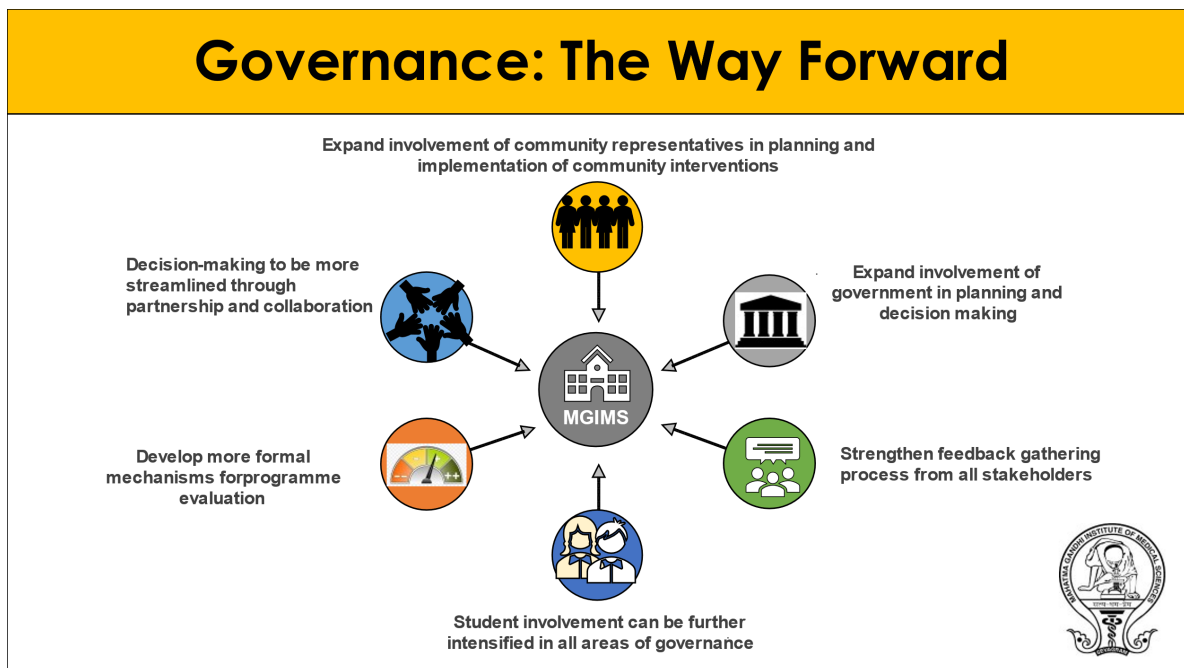 Governance: The Way Forward
Expand involvement of community representatives in planning and
implementation of community interventions
Decision-making to be more
streamlined through
partnership and collaboration
Expand involvement of
government in planning and
decision making
MGIMS
Develop more formal
mechanisms forprogramme
evaluation
Strengthen feedback gathering
process from all stakeholders
Student involvement can be further
intensified in all areas of governance
MAHATMA GANDHI INSTITUTE OF MEDICAL SCIENCES
SEVAGRAM